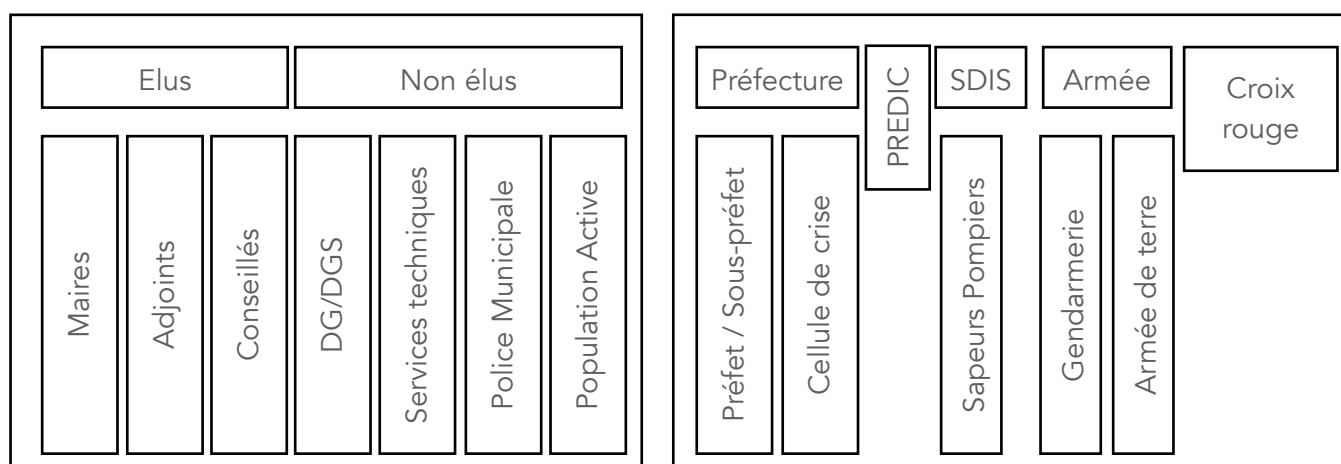 Elus
Non élus
Maires
Adjoints
Conseillés
DG/DGS
Services techniques
Police Municipale
Population Active
Préfecture
PREDIC
SDIS
Armée
Croix
rouge
Préfet / Sous-préfet
Cellule de crise
Sapeurs Pompiers
Gendarmerie
Armée de terre